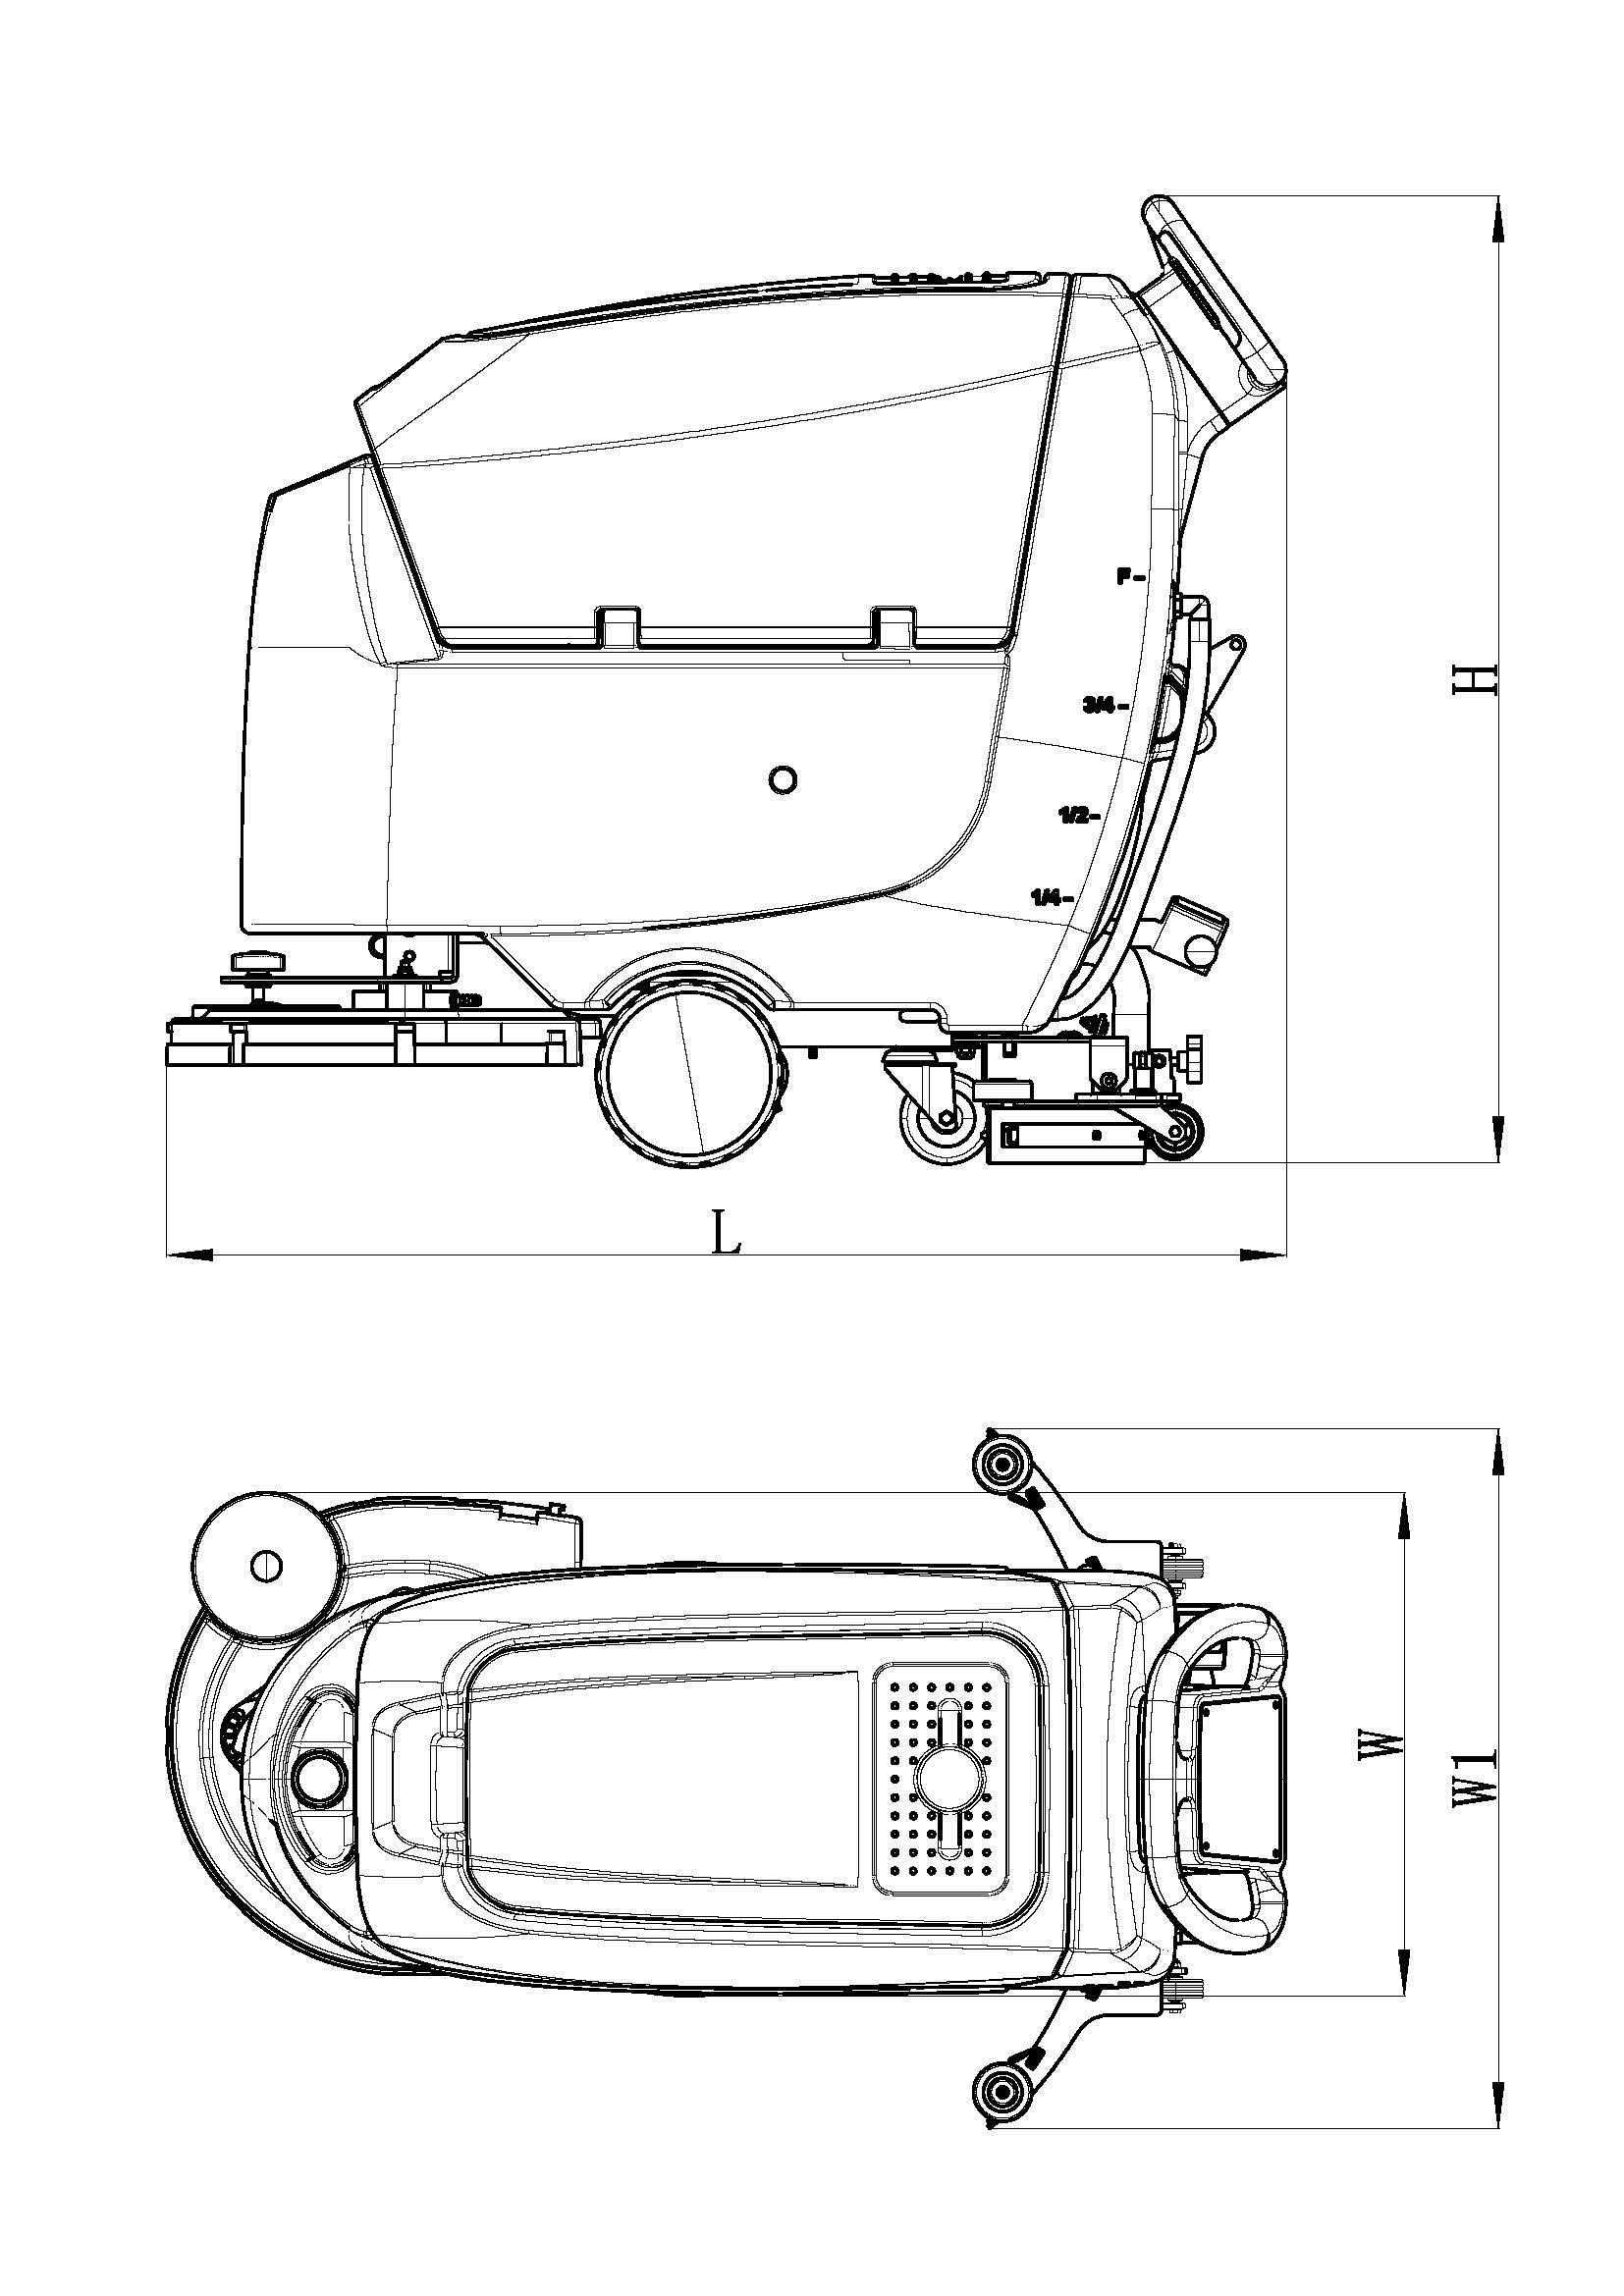 F-
3/4-
1/2-
1/4-
H
L
W
W1